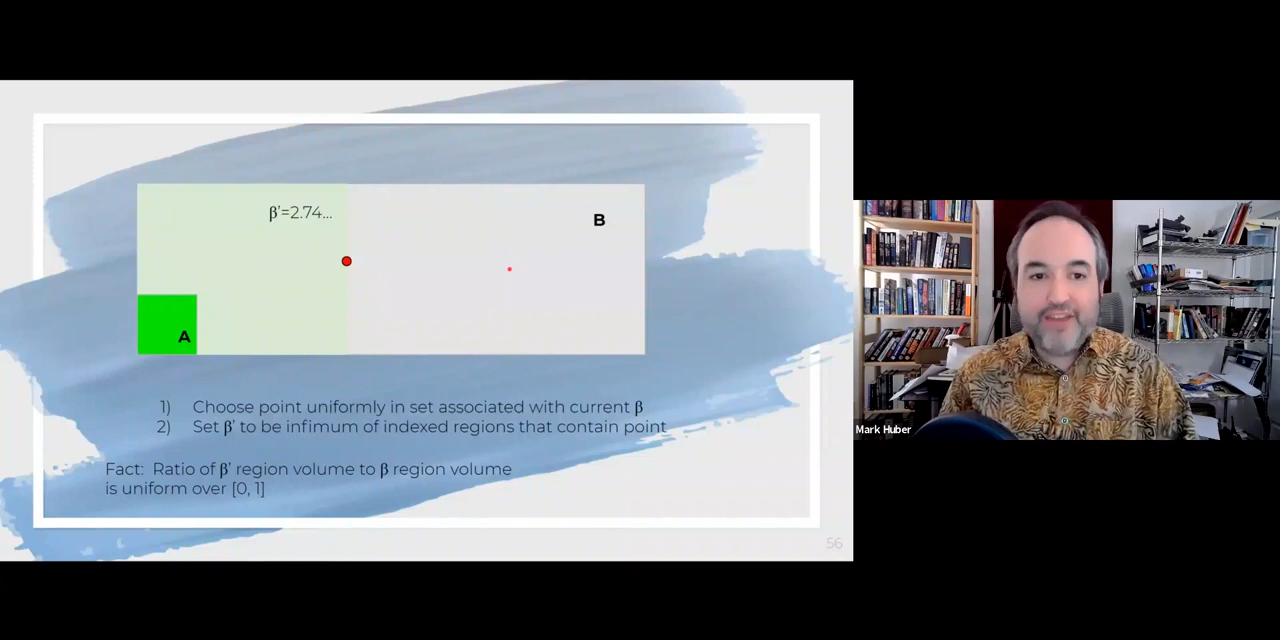 β'=2.74...
B
A
1) Choose point uniformly in set associated with current β
2) Set β' to be infimum of indexed regions that contain point
Fact: Ratio of β' region volume to β region volume
is uniform over [0, 1]
56
Mark Huber